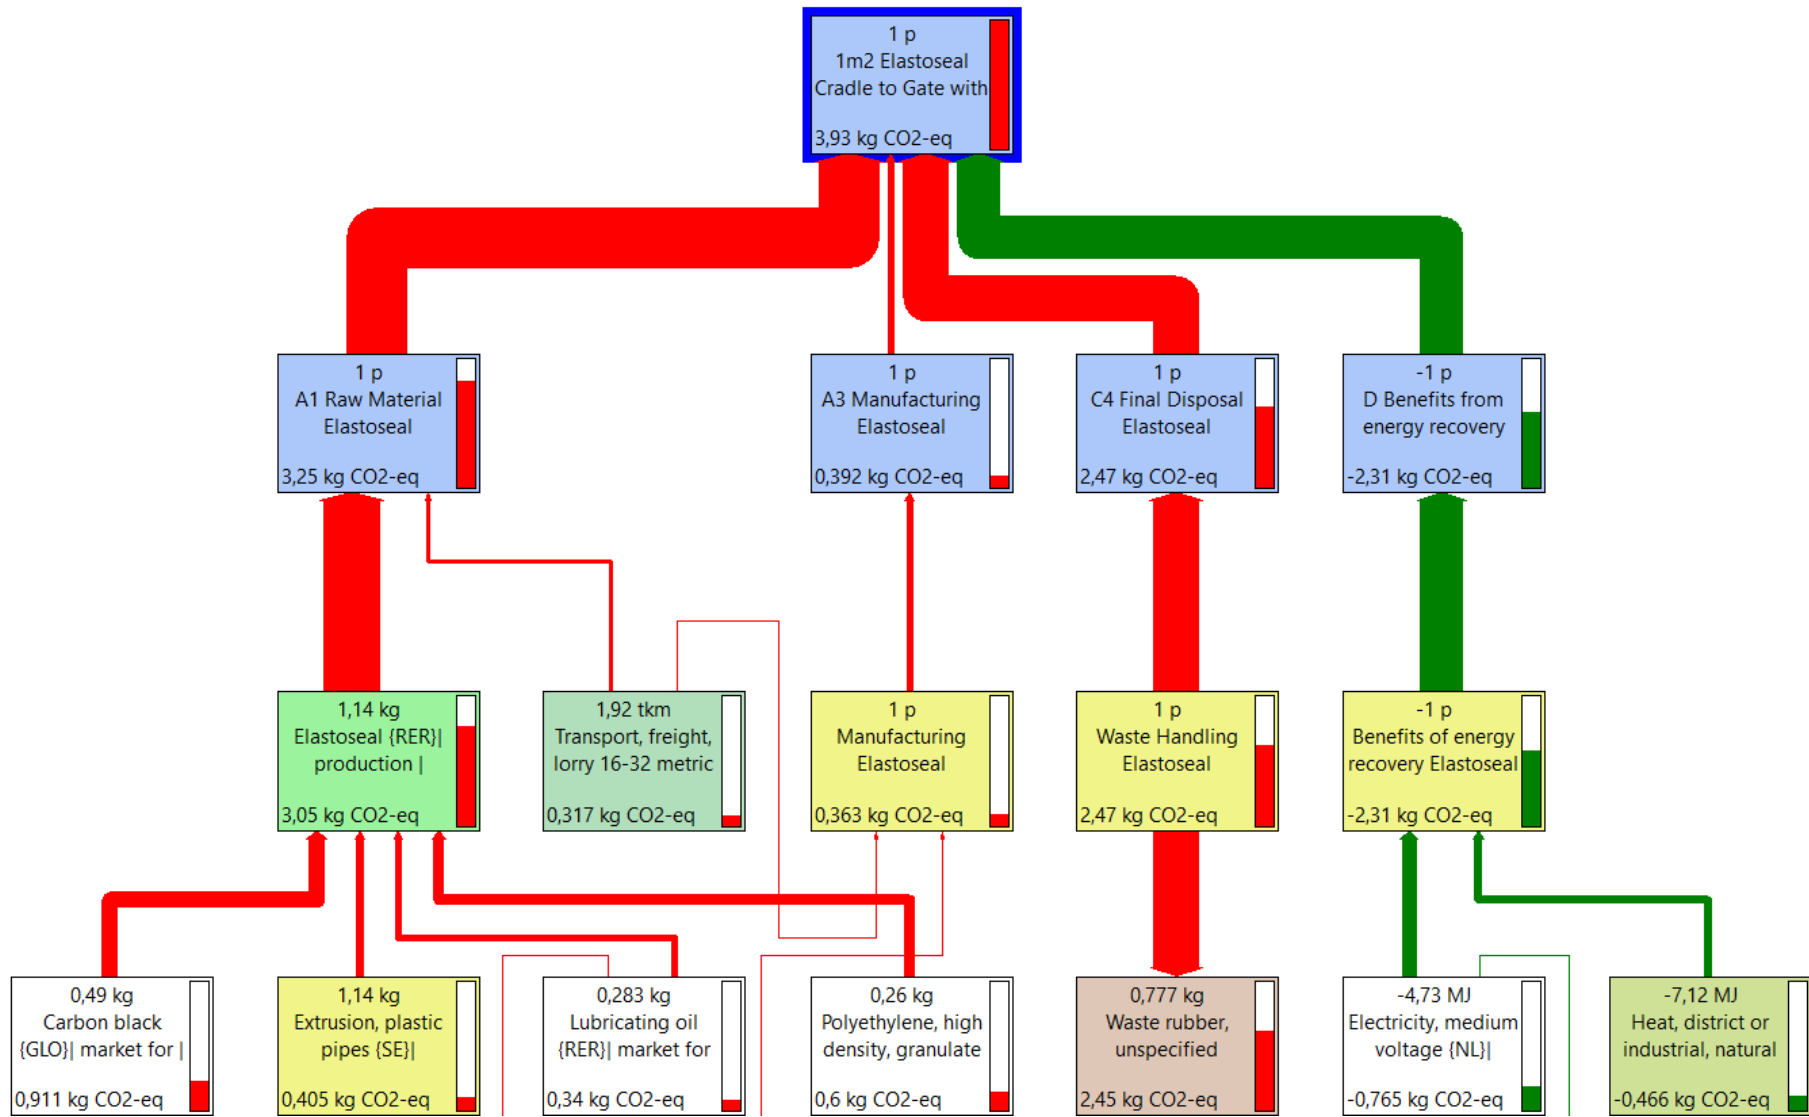 1 p
1m2 Elastoseal
Cradle to Gate with
3,93 kg CO2-eq
1 p
A1 Raw Material
Elastoseal
3,25 kg CO2-eq
1 p
A3 Manufacturing
Elastoseal
0,392 kg CO2-eq
1 p
C4 Final Disposal
Elastoseal
2,47 kg CO2-eq
-1 p
D Benefits from
energy recovery
-2,31 kg CO2-eq
1,14 kg
Elastoseal {RER}|
production |
3,05 kg CO2-eq
1,92 tkm
Transport, freight,
lorry 16-32 metric
0,317 kg CO2-eq
1 p
Manufacturing
Elastoseal
0,363 kg CO2-eq
1 p
Waste Handling
Elastoseal
2,47 kg CO2-eq
-1 p
Benefits of energy
recovery Elastoseal
-2,31 kg CO2-eq
0,49 kg
Carbon black
{GLO}| market for |
0,911 kg CO2-eq
1,14 kg
Extrusion, plastic
pipes {SE}|
0,405 kg CO2-eq
0,283 kg
Lubricating oil
{RER}| market for
0,34 kg CO2-eq
0,26 kg
Polyethylene, high
density, granulate
0,6 kg CO2-eq
0,777 kg
Waste rubber,
unspecified
2,45 kg CO2-eq
-4,73 MJ
Electricity, medium
voltage {NL}|
-0,765 kg CO2-eq
-7,12 MJ
Heat, district or
industrial, natural
-0,466 kg CO2-eq